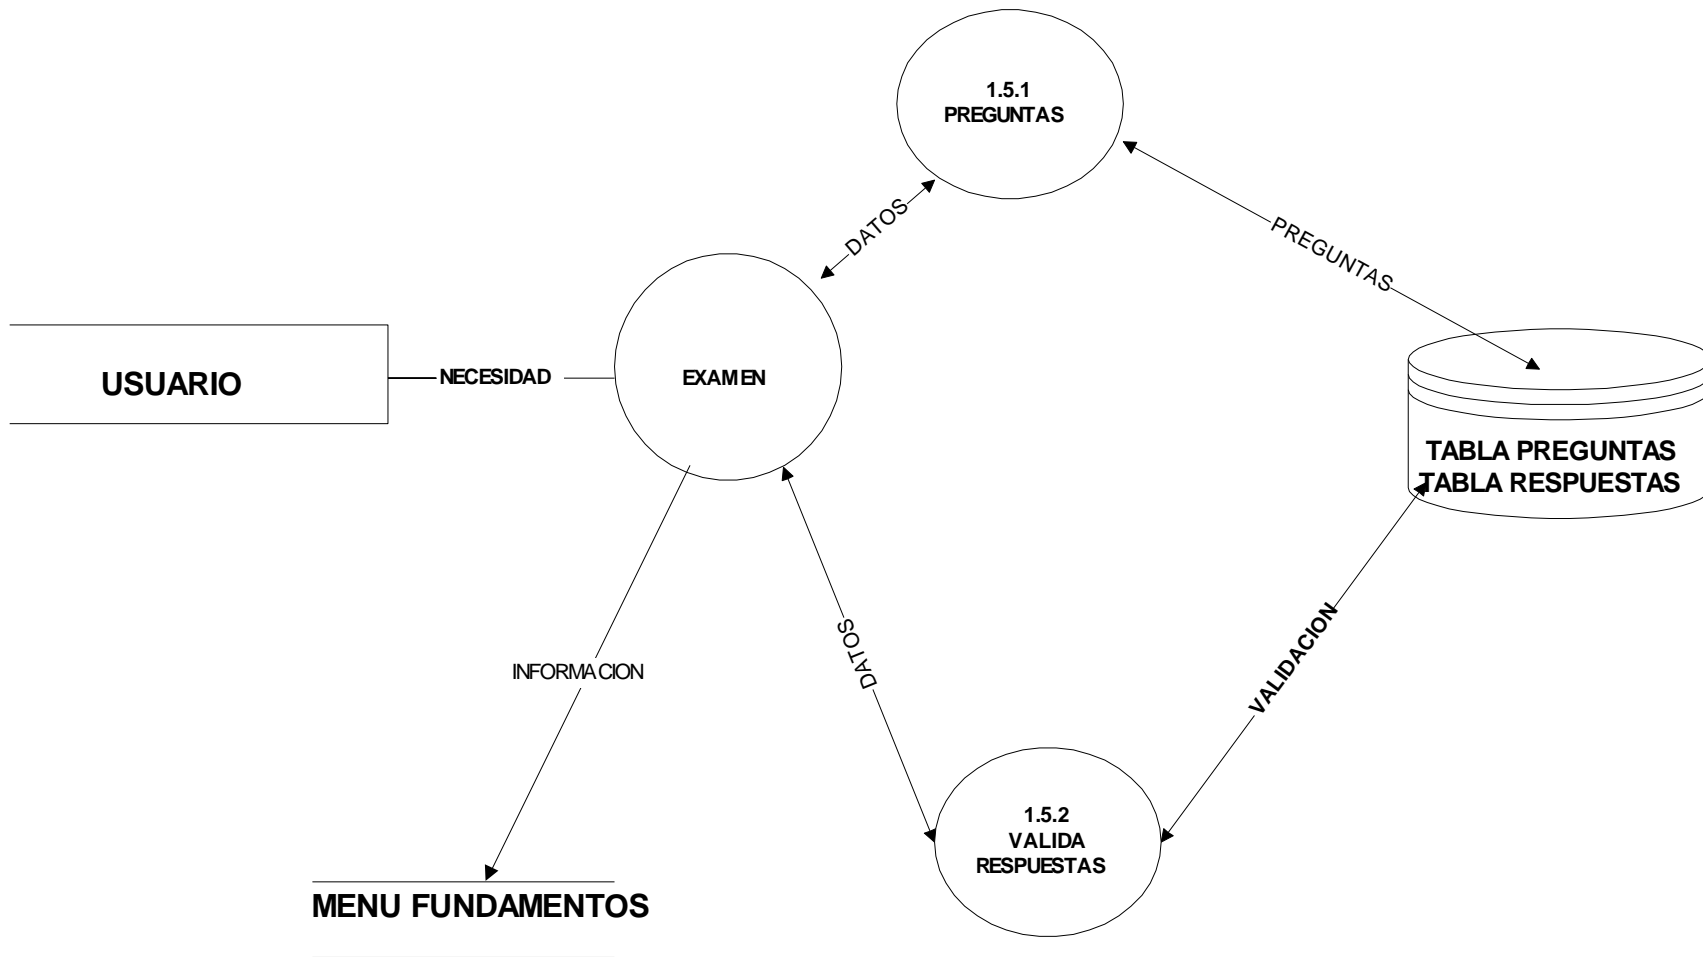 1.5.1
PREGUNTAS
DATOS
PREGUNTAS
USUARIO
NECESIDAD
EXAMEN
TABLA PREGUNTAS
TABLA RESPUESTAS
INFORMACION
DATOS
VALIDACION
1.5.2
VALIDA
RESPUESTAS
MENU FUNDAMENTOS